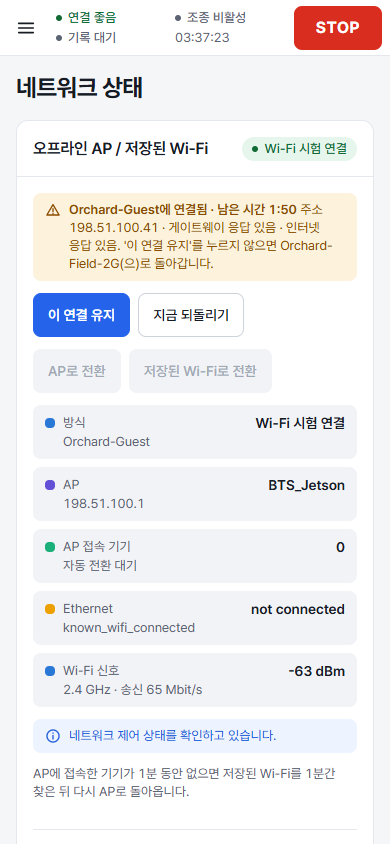 연결 좋음
조종 비활성
기록 대기
03:37:23
STOP
네트워크 상태
오프라인 AP / 저장된 Wi-Fi
Wi-Fi 시험 연결
Orchard-Guest에 연결됨 · 남은 시간 1:50 주소
198.51.100.41 · 게이트웨이 응답 있음 · 인터넷
응답 있음. '이 연결 유지'를 누르지 않으면 Orchard-
Field-2G(으)로 돌아갑니다.
이 연결 유지
지금 되돌리기
AP로 전환
저장된 Wi-Fi로 전환
방식
Wi-Fi 시험 연결
Orchard-Guest
AP
BTS_Jetson
198.51.100.1
AP 접속 기기
0
자동 전환 대기
Ethernet
not connected
known_wifi_connected
Wi-Fi 신호
-63 dBm
2.4 GHz · 송신 65 Mbit/s
네트워크 제어 상태를 확인하고 있습니다.
AP에 접속한 기기가 1분 동안 없으면 저장된 Wi-Fi를 1분간
찾은 뒤 다시 AP로 돌아옵니다.